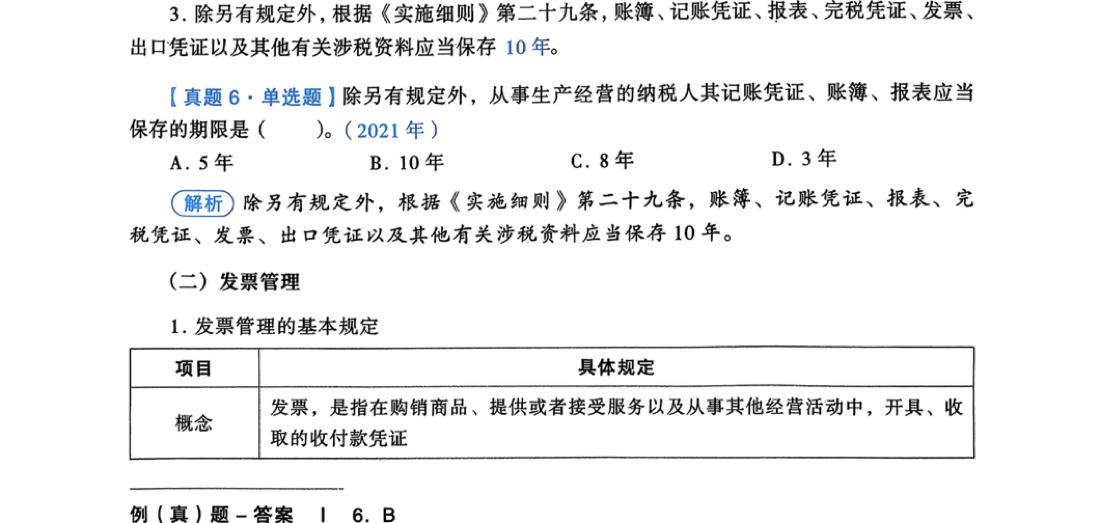 3. 除另有规定外,根据《实施细则》第二十九条,账簿、记账凭证、报表、完税凭证、发票、
出口凭证以及其他有关涉税资料应当保存 10 年。
【真题 6·单选题】除另有规定外，从事生产经营的纳税人其记账凭证、账簿、报表应当
保存的期限是（　　）。（2021 年）
A. 5 年　B. 10 年　C. 8 年　D. 3 年
解析 除另有规定外，根据《实施细则》第二十九条，账簿、记账凭证、报表、完
税凭证、发票、出口凭证以及其他有关涉税资料应当保存 10 年。
（二）发票管理
1. 发票管理的基本规定
项目　具体规定
概念　发票，是指在购销商品、提供或者接受服务以及从事其他经营活动中，开具、收
取的收付款凭证
例（真）题－答案　|　6. B